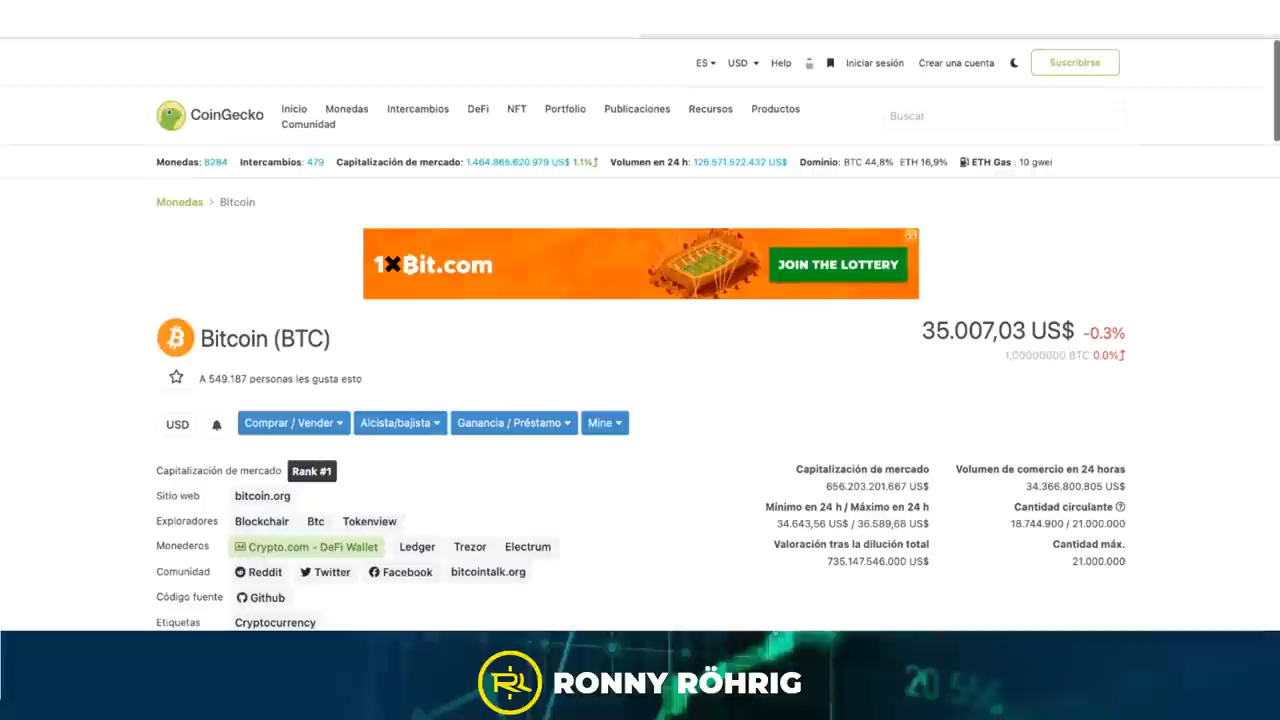 ES USD Help Iniciar sesión Crear una cuenta Suscribirse
CoinGecko Inicio Monedas Intercambios DeFi NFT Portfolio Publicaciones Recursos Productos
Comunidad
Buscar
Monedas: 8284 Intercambios: 479 Capitalización de mercado: 1.464.865.620.979 US$ 1.1% Volumen en 24 h: 126.571.522.432 US$ Dominio: BTC 44,8% ETH 16,9% ETH Gas : 10 gwei
Monedas > Bitcoin
1XBit.com JOIN THE LOTTERY
Bitcoin (BTC) 35.007,03 US$ -0.3%
1,00000000 BTC 0.0%
A 549.187 personas les gusta esto
USD Comprar / Vender Alcista/bajista Ganancia / Préstamo Mine
Capitalización de mercado Rank #1
Sitio web bitcoin.org
Exploradores Blockchair Btc Tokenview
Monederos Crypto.com - DeFi Wallet Ledger Trezor Electrum
Comunidad Reddit Twitter Facebook bitcointalk.org
Código fuente Github
Etiquetas Cryptocurrency
Capitalización de mercado Volumen de comercio en 24 horas
656.203.201.667 US$ 34.366.800.805 US$
Mínimo en 24 h / Máximo en 24 h Cantidad circulante
34.643,56 US$ / 36.589,68 US$ 18.744.900 / 21.000.000
Valoración tras la dilución total Cantidad máx.
735.147.546.000 US$ 21.000.000
RONNY RÖHRIG